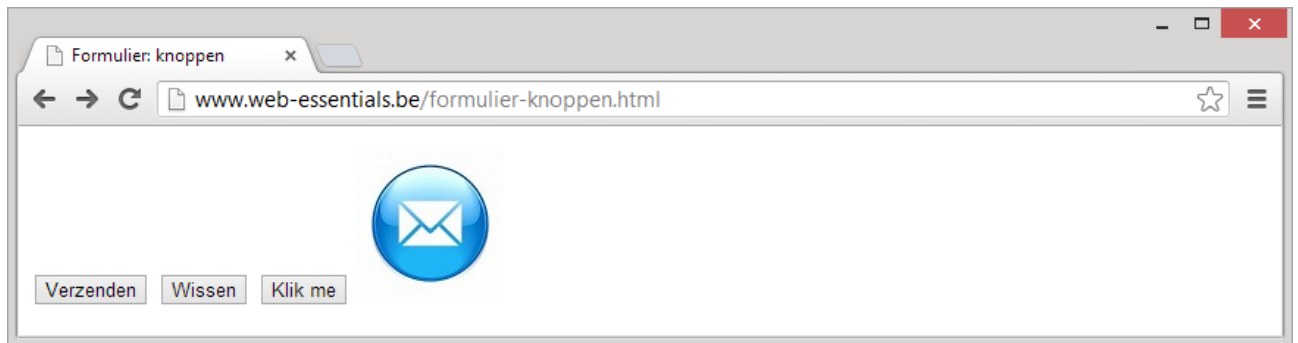 Formulier: knoppen
www.web-essentials.be/formulier-knoppen.html
Verzenden Wissen Klik me